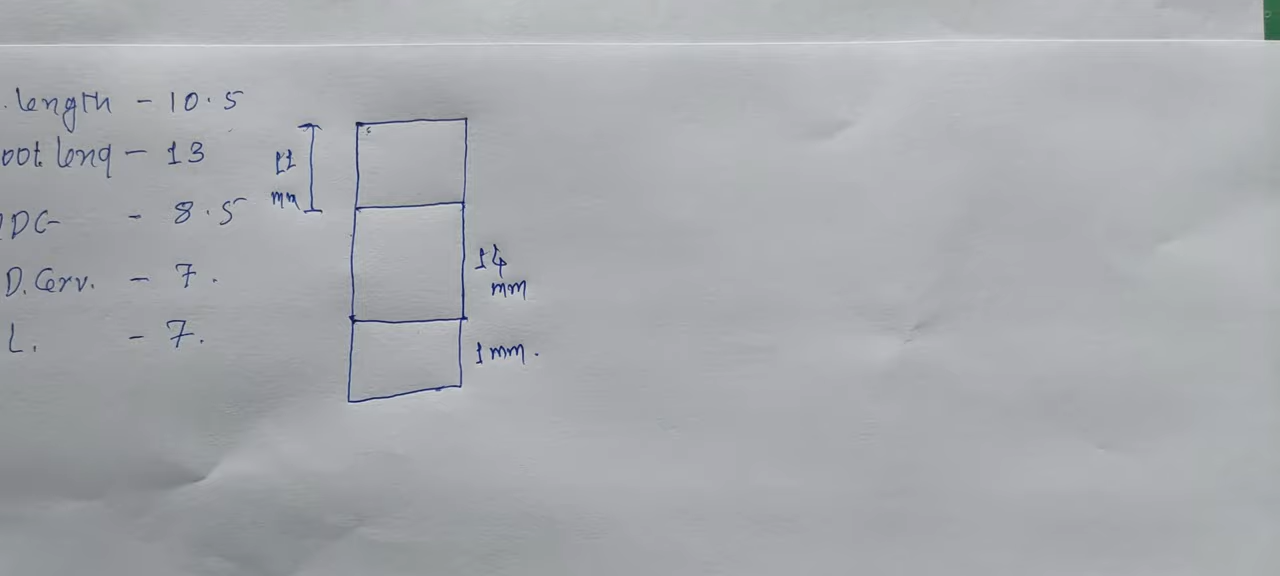 . length - 10.5
oot leng - 13
DC - 8.5
D. Cerv. - 7.
L. - 7.
11
mm
14
mm
1 mm.